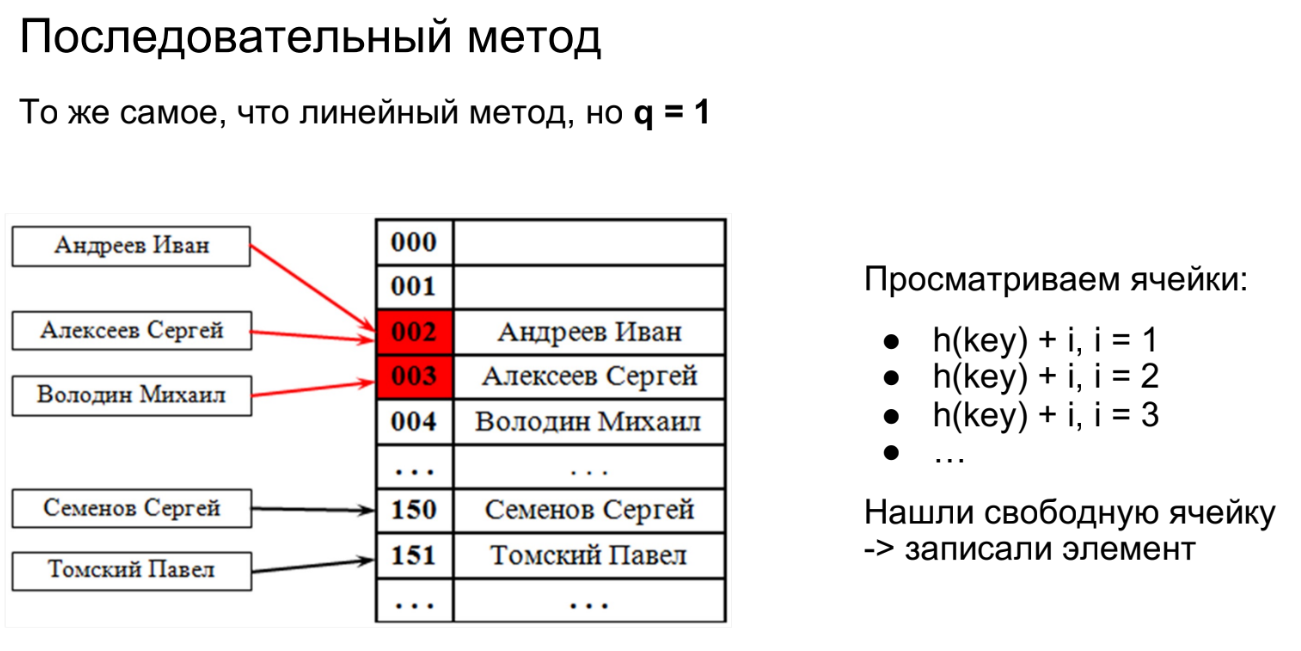 Последовательный метод
То же самое, что линейный метод, но q = 1
Андреев Иван
Алексеев Сергей
Володин Михаил
Семенов Сергей
Томский Павел
000
001
002 Андреев Иван
003 Алексеев Сергей
004 Володин Михаил
... ...
150 Семенов Сергей
151 Томский Павел
... ...
Просматриваем ячейки:
● h(key) + i, i = 1
● h(key) + i, i = 2
● h(key) + i, i = 3
● …
Нашли свободную ячейку
-> записали элемент